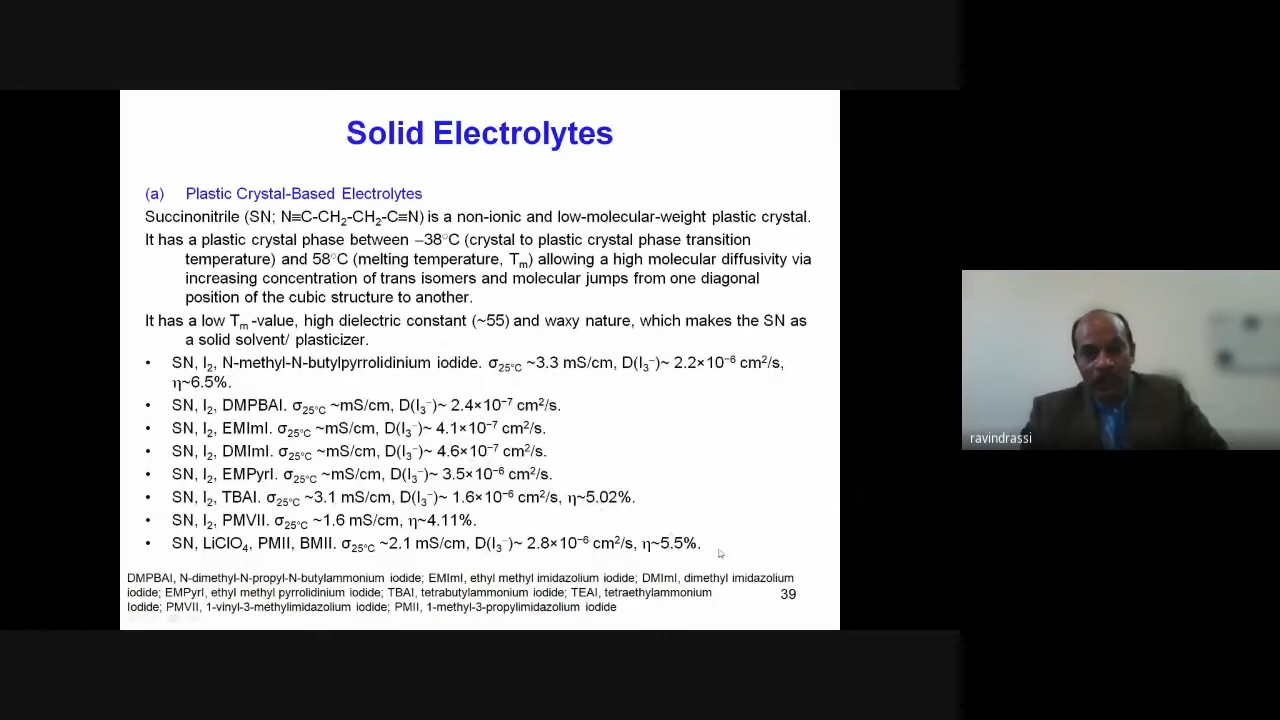 Solid Electrolytes
(a) Plastic Crystal-Based Electrolytes
Succinonitrile (SN; N≡C-CH₂-CH₂-C≡N) is a non-ionic and low-molecular-weight plastic crystal.
It has a plastic crystal phase between −38°C (crystal to plastic crystal phase transition
temperature) and 58°C (melting temperature, Tₘ) allowing a high molecular diffusivity via
increasing concentration of trans isomers and molecular jumps from one diagonal
position of the cubic structure to another.
It has a low Tₘ -value, high dielectric constant (~55) and waxy nature, which makes the SN as
a solid solvent/ plasticizer.
• SN, I₂, N-methyl-N-butylpyrrolidinium iodide. σ₂₅°C ~3.3 mS/cm, D(I₃⁻)~ 2.2×10⁻⁶ cm²/s,
η~6.5%.
• SN, I₂, DMPBAI. σ₂₅°C ~mS/cm, D(I₃⁻)~ 2.4×10⁻⁷ cm²/s.
• SN, I₂, EMImI. σ₂₅°C ~mS/cm, D(I₃⁻)~ 4.1×10⁻⁷ cm²/s.
• SN, I₂, DMImI. σ₂₅°C ~mS/cm, D(I₃⁻)~ 4.6×10⁻⁷ cm²/s.
• SN, I₂, EMPyrI. σ₂₅°C ~mS/cm, D(I₃⁻)~ 3.5×10⁻⁶ cm²/s.
• SN, I₂, TBAI. σ₂₅°C ~3.1 mS/cm, D(I₃⁻)~ 1.6×10⁻⁶ cm²/s, η~5.02%.
• SN, I₂, PMVII. σ₂₅°C ~1.6 mS/cm, η~4.11%.
• SN, LiClO₄, PMII, BMII. σ₂₅°C ~2.1 mS/cm, D(I₃⁻)~ 2.8×10⁻⁶ cm²/s, η~5.5%.
DMPBAI, N-dimethyl-N-propyl-N-butylammonium iodide; EMImI, ethyl methyl imidazolium iodide; DMImI, dimethyl imidazolium
iodide; EMPyrI, ethyl methyl pyrrolidinium iodide; TBAI, tetrabutylammonium iodide; TEAI, tetraethylammonium
Iodide; PMVII, 1-vinyl-3-methylimidazolium iodide; PMII, 1-methyl-3-propylimidazolium iodide
39
ravindrassi